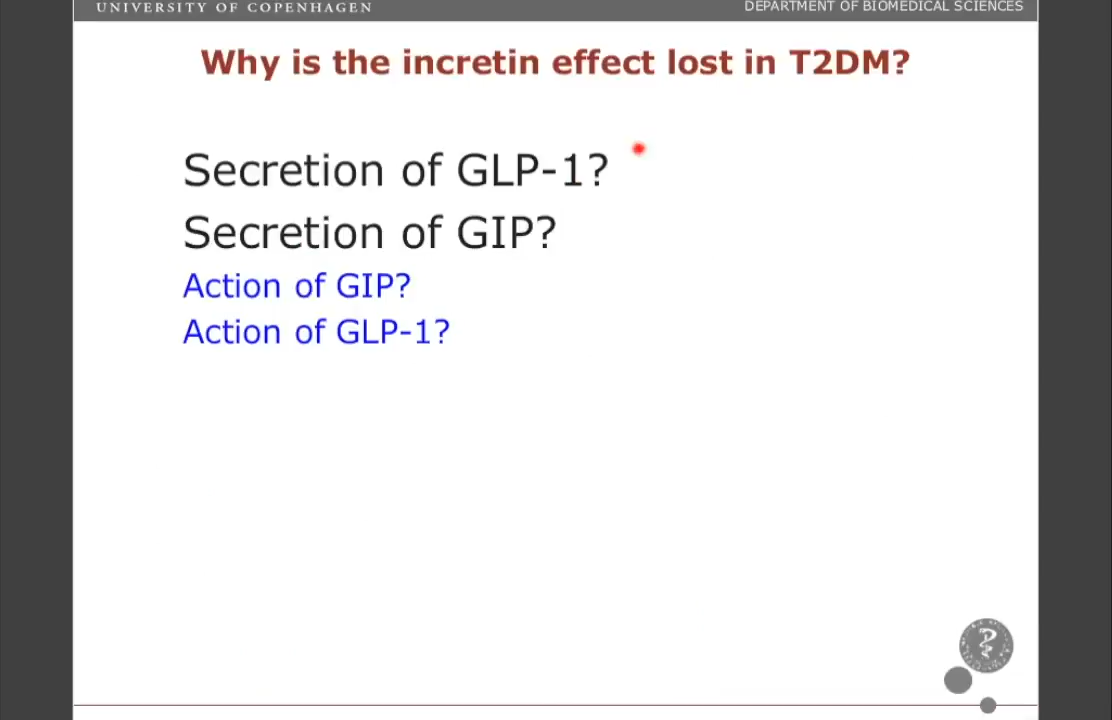 UNIVERSITY OF COPENHAGEN
DEPARTMENT OF BIOMEDICAL SCIENCES
Why is the incretin effect lost in T2DM?
Secretion of GLP-1?
Secretion of GIP?
Action of GIP?
Action of GLP-1?